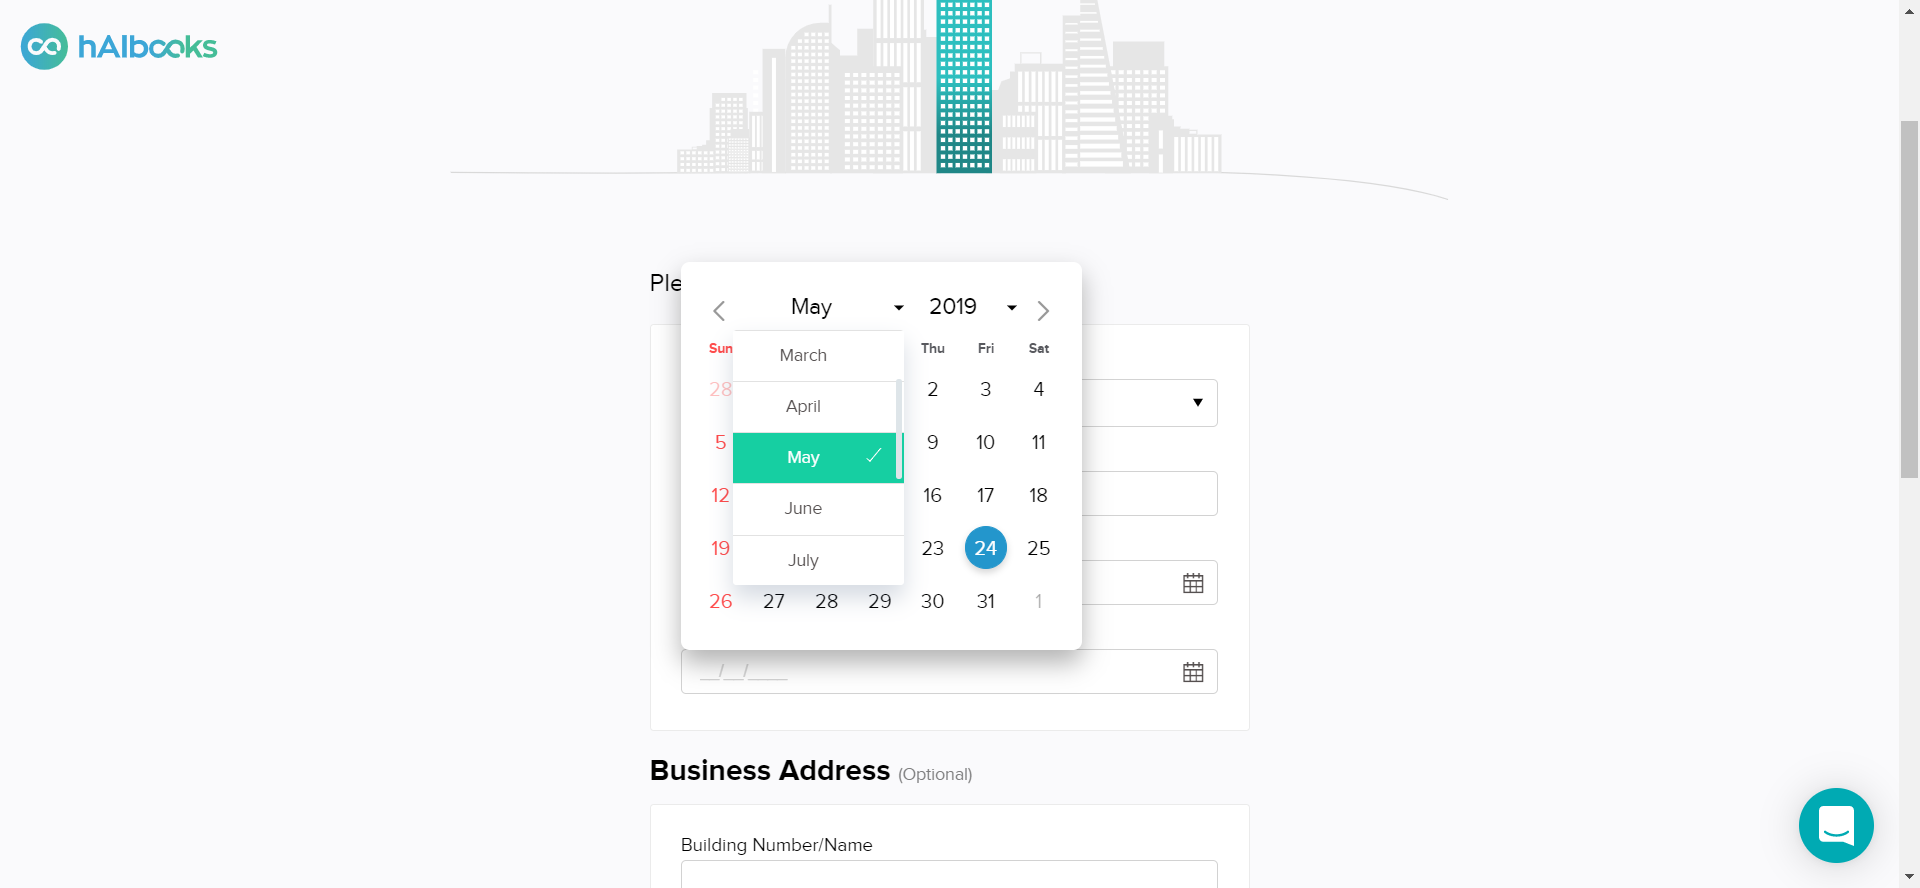 hAIbooks
Ple
May 2019
Sun Thu Fri Sat
March
28 2 3 4
April
5 9 10 11
May
12 16 17 18
June
19 23 24 25
July
26 27 28 29 30 31 1
__/__/____
Business Address (Optional)
Building Number/Name